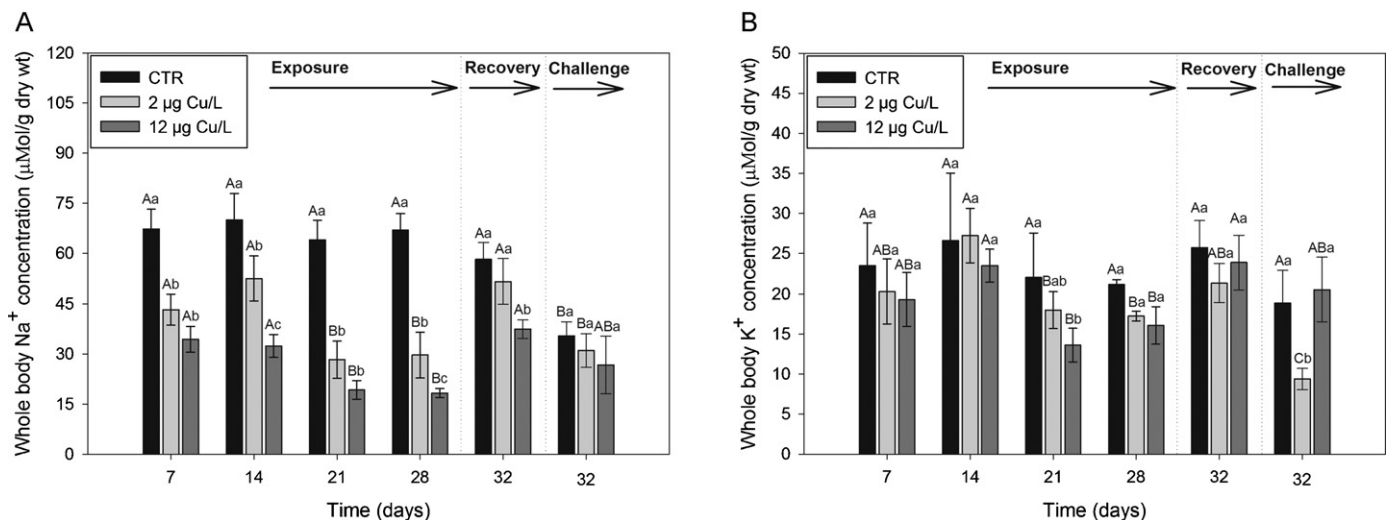 A
Whole body Na+ concentration (μMol/g dry wt)
120
105
90
75
60
45
30
15
0
CTR
2 µg Cu/L
12 µg Cu/L
Exposure
Recovery
Challenge
Aa
Ab
Ab
Aa
Ab
Ac
Aa
Bb
Bb
Aa
Bb
Bc
Aa
Aa
Ab
Ba
Ba
ABa
7
14
21
28
32
32
Time (days)
B
Whole body K+ concentration (μMol/g dry wt)
50
45
40
35
30
25
20
15
10
5
0
CTR
2 µg Cu/L
12 µg Cu/L
Exposure
Recovery
Challenge
Aa
ABa
ABa
Aa
Aa
Aa
Aa
Bab
Bb
Aa
Ba
Ba
Aa
ABa
Aa
Aa
Cb
ABa
7
14
21
28
32
32
Time (days)